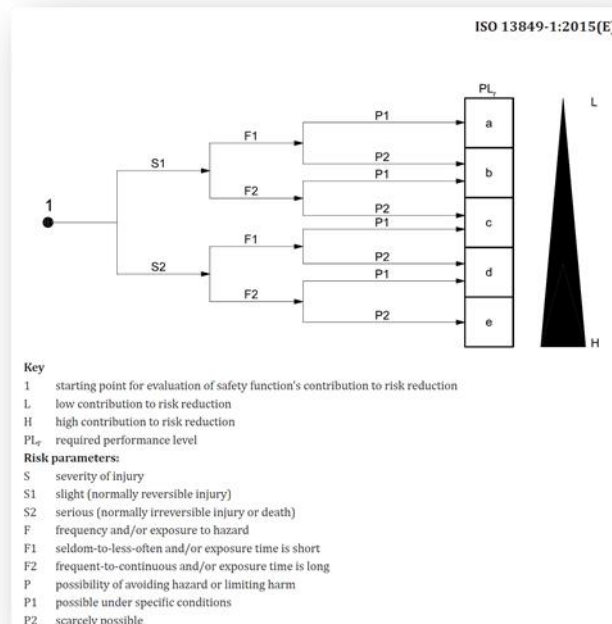 ISO 13849-1:2015(E)
PLr
P1
a
L
F1
S1
P2
P1
b
F2
1
P2
P1
c
F1
S2
P2
P1
d
F2
P2
e
H
Key
1 starting point for evaluation of safety function's contribution to risk reduction
L low contribution to risk reduction
H high contribution to risk reduction
PLr required performance level
Risk parameters:
S severity of injury
S1 slight (normally reversible injury)
S2 serious (normally irreversible injury or death)
F frequency and/or exposure to hazard
F1 seldom-to-less-often and/or exposure time is short
F2 frequent-to-continuous and/or exposure time is long
P possibility of avoiding hazard or limiting harm
P1 possible under specific conditions
P2 scarcely possible